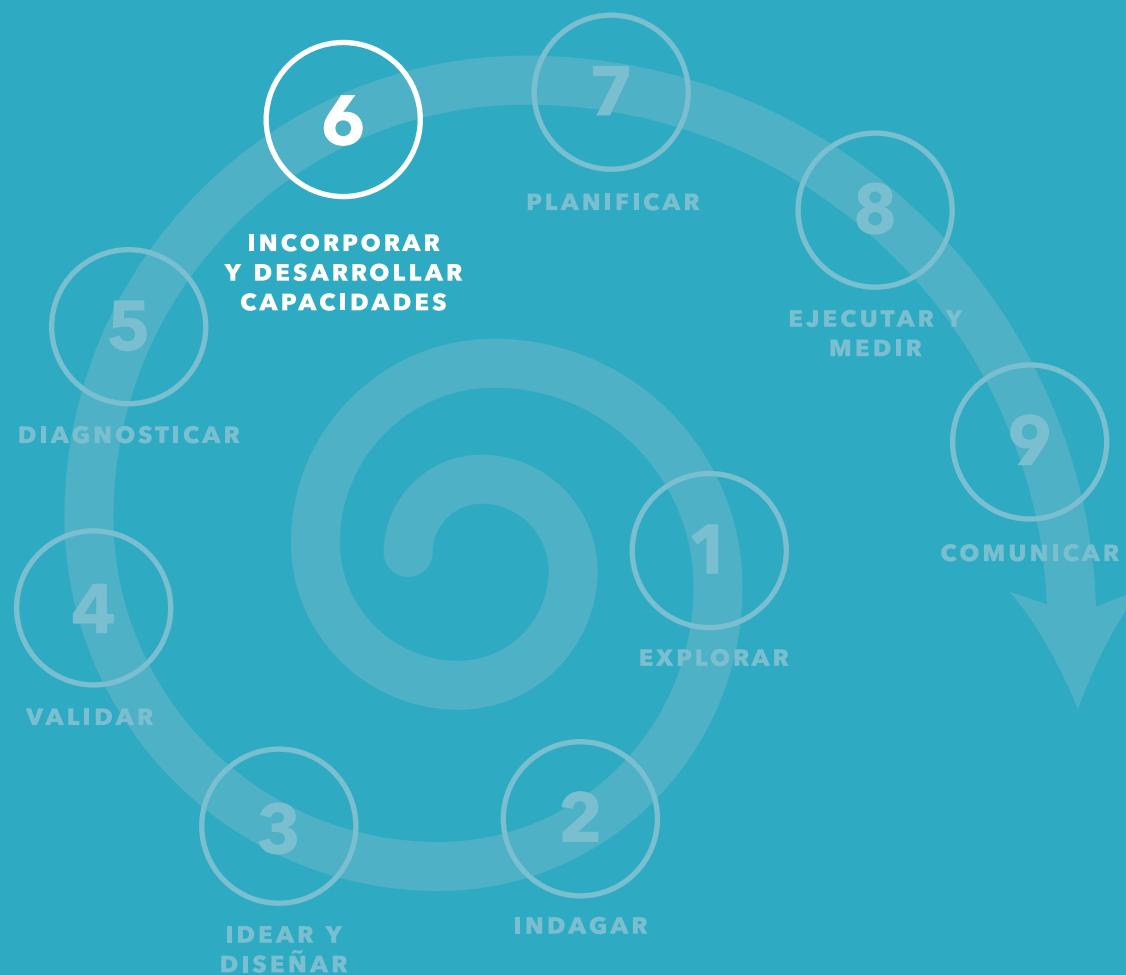 6
INCORPORAR
Y DESARROLLAR
CAPACIDADES
7
PLANIFICAR
8
EJECUTAR Y
MEDIR
5
DIAGNOSTICAR
9
COMUNICAR
1
EXPLORAR
4
VALIDAR
3
IDEAR Y
DISEÑAR
2
INDAGAR